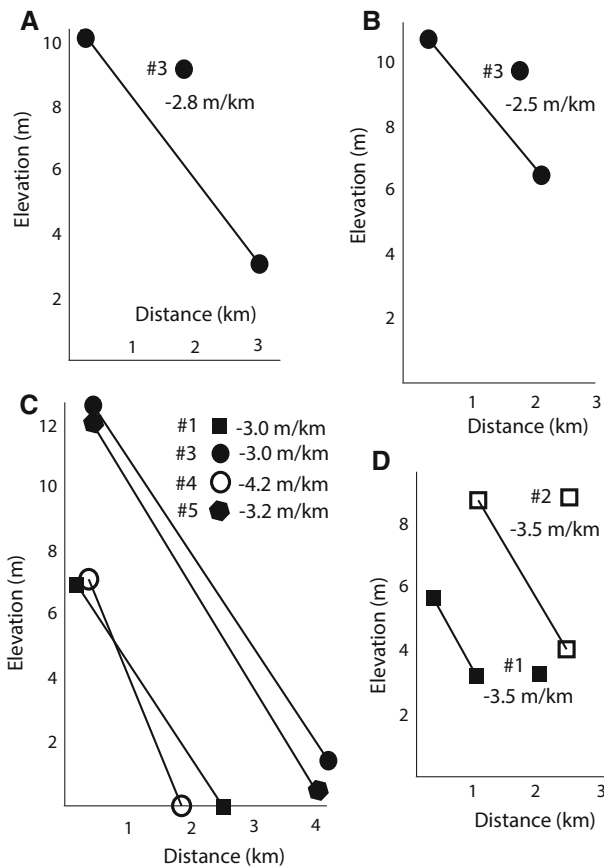 A
10
8
6
4
2
Elevation (m)
#3
-2.8 m/km
Distance (km)
1 2 3
B
10
8
6
4
2
Elevation (m)
#3
-2.5 m/km
1 2 3
Distance (km)
C
12
10
8
6
4
2
Elevation (m)
#1 -3.0 m/km
#3 -3.0 m/km
#4 -4.2 m/km
#5 -3.2 m/km
1 2 3 4
Distance (km)
D
8
6
4
2
Elevation (m)
#2
-3.5 m/km
#1
-3.5 m/km
1 2 3
Distance (km)